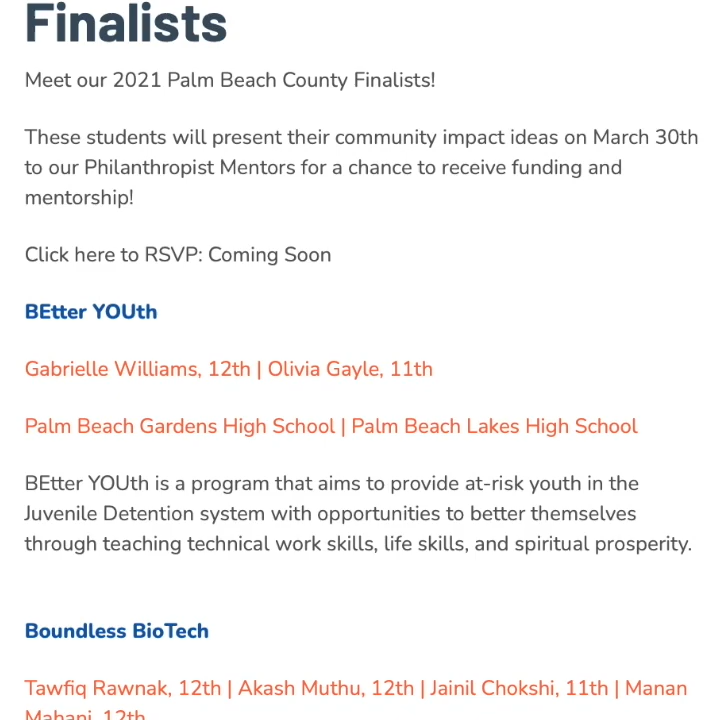 Finalists
Meet our 2021 Palm Beach County Finalists!
These students will present their community impact ideas on March 30th
to our Philanthropist Mentors for a chance to receive funding and
mentorship!
Click here to RSVP: Coming Soon
BEtter YOUth
Gabrielle Williams, 12th | Olivia Gayle, 11th
Palm Beach Gardens High School | Palm Beach Lakes High School
BEtter YOUth is a program that aims to provide at-risk youth in the
Juvenile Detention system with opportunities to better themselves
through teaching technical work skills, life skills, and spiritual prosperity.
Boundless BioTech
Tawfiq Rawnak, 12th | Akash Muthu, 12th | Jainil Chokshi, 11th | Manan
Mahani, 12th